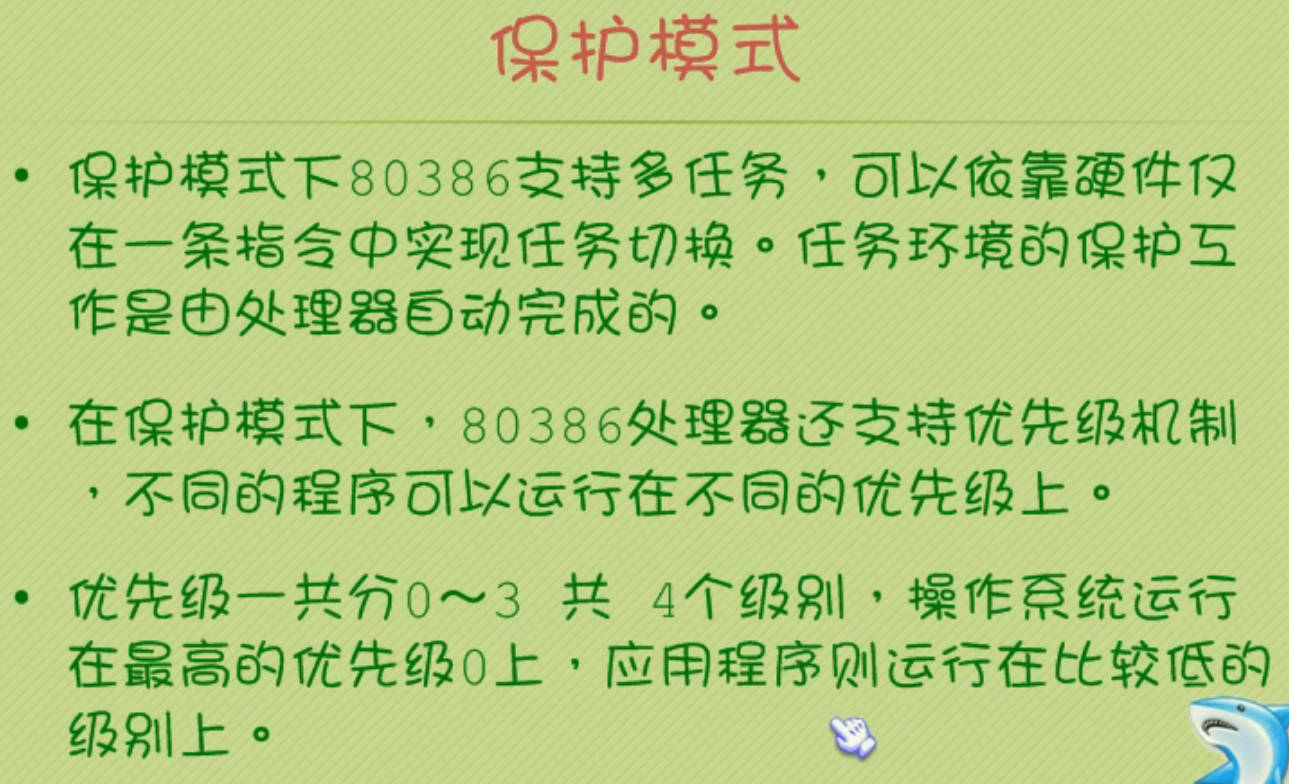 保护模式
• 保护模式下80386支持多任务，可以依靠硬件仅
在一条指令中实现任务切换。任务环境的保护工
作是由处理器自动完成的。
• 在保护模式下，80386处理器还支持优先级机制
，不同的程序可以运行在不同的优先级上。
• 优先级一共分0～3 共 4个级别，操作系统运行
在最高的优先级0上，应用程序则运行在比较低的
级别上。